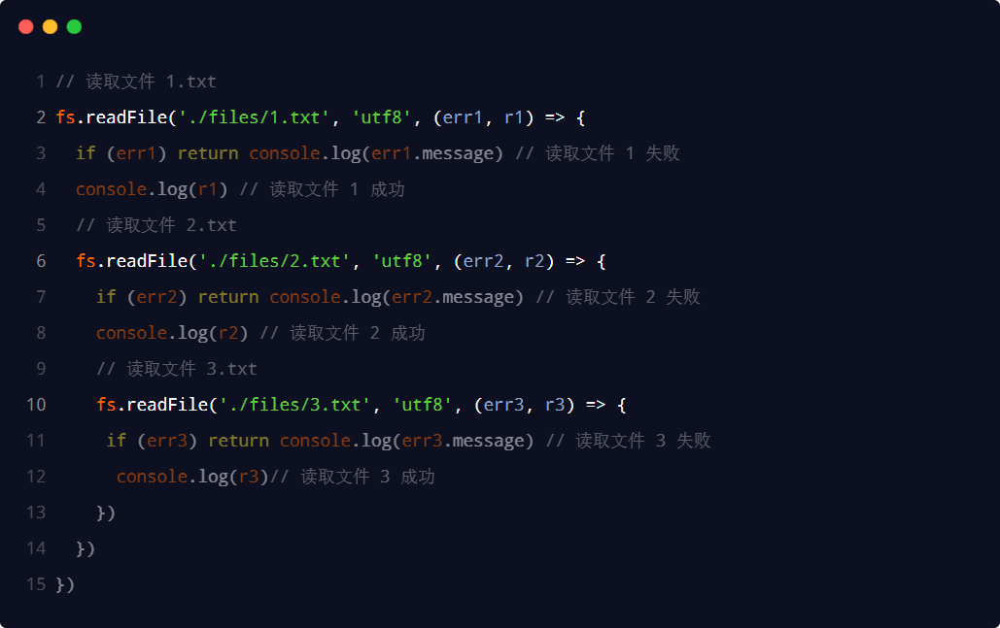 1 // 读取文件 1.txt
2 fs.readFile('./files/1.txt', 'utf8', (err1, r1) => {
3   if (err1) return console.log(err1.message) // 读取文件 1 失败
4   console.log(r1) // 读取文件 1 成功
5   // 读取文件 2.txt
6   fs.readFile('./files/2.txt', 'utf8', (err2, r2) => {
7     if (err2) return console.log(err2.message) // 读取文件 2 失败
8     console.log(r2) // 读取文件 2 成功
9     // 读取文件 3.txt
10     fs.readFile('./files/3.txt', 'utf8', (err3, r3) => {
11      if (err3) return console.log(err3.message) // 读取文件 3 失败
12       console.log(r3)// 读取文件 3 成功
13     })
14   })
15 })